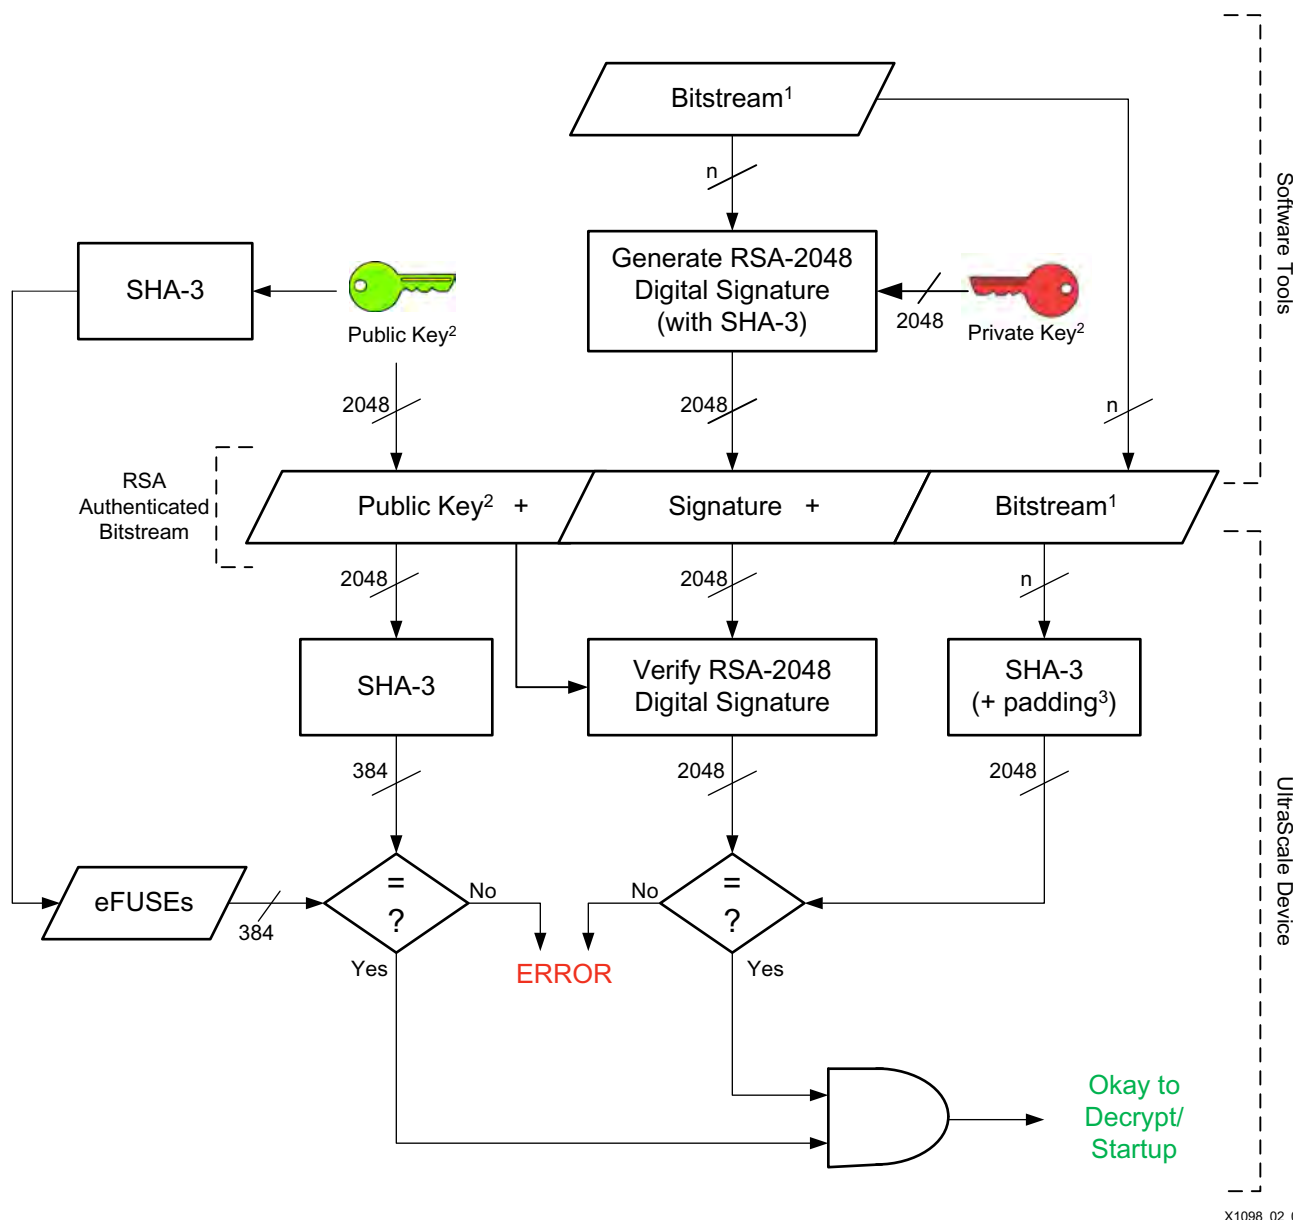 Bitstream1
n
Software Tools
SHA-3
Public Key2
Generate RSA-2048
Digital Signature
(with SHA-3)
2048
Private Key2
2048
2048
n
RSA
Authenticated
Bitstream
Public Key2 +
Signature +
Bitstream1
2048
2048
n
SHA-3
Verify RSA-2048
Digital Signature
SHA-3
(+ padding3)
384
2048
2048
UltraScale Device
eFUSEs
384
=
?
No
Yes
ERROR
No
=
?
Yes
Okay to
Decrypt/
Startup
X1098_02_